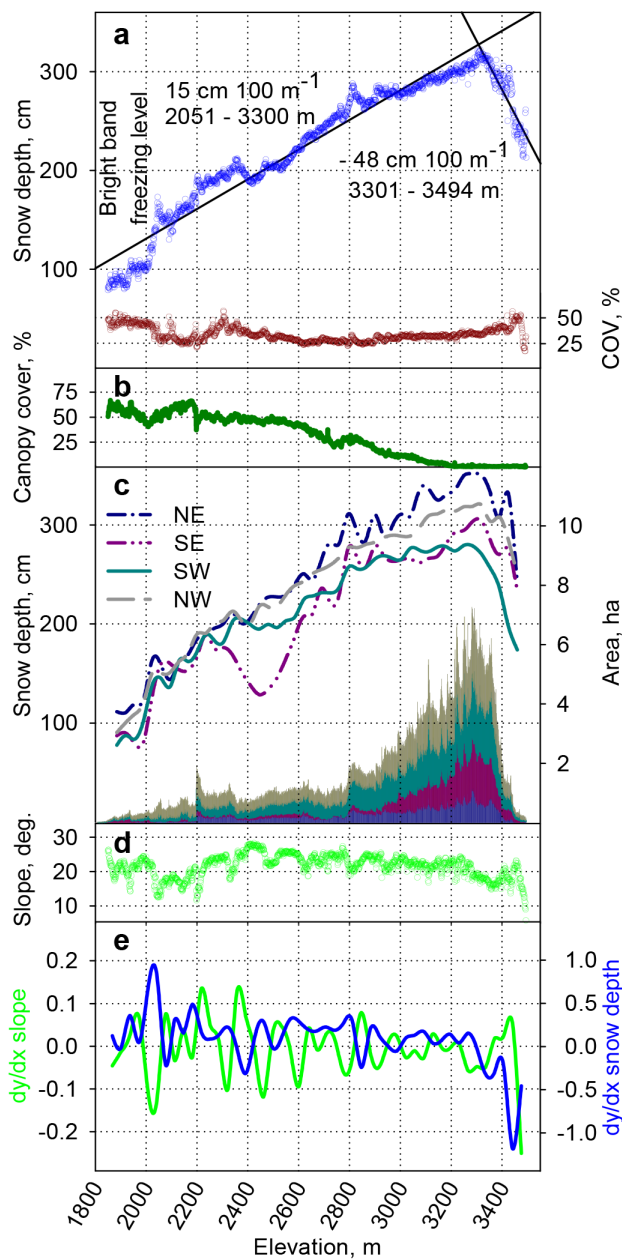 a
300
200
100
Snow depth, cm
Bright band
freezing level
15 cm 100 m⁻¹
2051 - 3300 m
- 48 cm 100 m⁻¹
3301 - 3494 m
50
25
COV, %
b
75
50
25
Canopy cover, %
c
NE
SE
SW
NW
300
200
100
Snow depth, cm
10
8
6
4
2
Area, ha
d
30
20
10
Slope, deg.
e
0.2
0.1
0.0
-0.1
-0.2
dy/dx slope
1.0
0.5
0.0
-0.5
-1.0
dy/dx snow depth
1800
2000
2200
2400
2600
2800
3000
3200
3400
Elevation, m